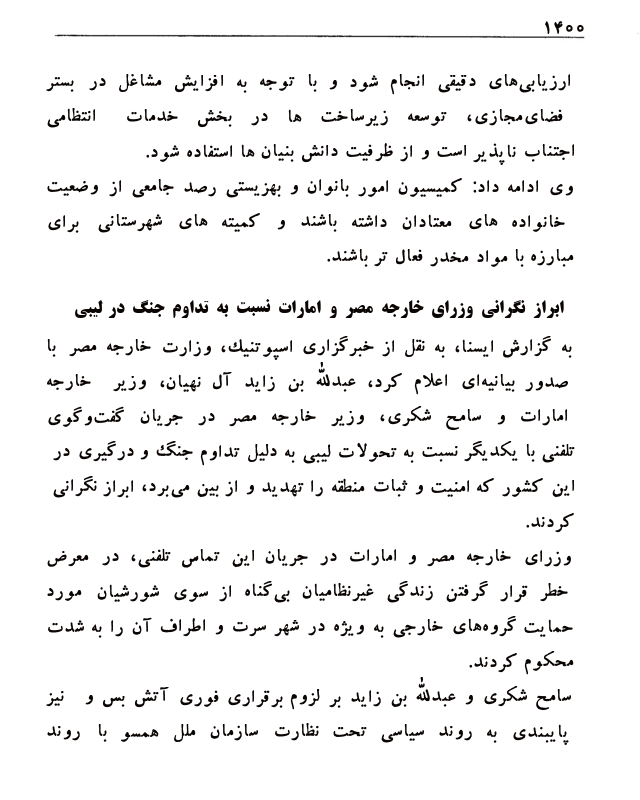 ۱۴۰۰
ارزیابی‌های دقیقی انجام شود و با توجه به افزایش مشاغل در بستر
فضای‌مجازی، توسعه زیرساخت ها در بخش خدمات انتظامی
اجتناب ناپذیر است و از ظرفیت دانش بنیان ها استفاده شود.
وی ادامه داد: کمیسیون امور بانوان و بهزیستی رصد جامعی از وضعیت
خانواده های معتادان داشته باشند و کمیته های شهرستانی برای
مبارزه با مواد مخدر فعال تر باشند.
ابراز نگرانی وزرای خارجه مصر و امارات نسبت به تداوم جنگ در لیبی
به گزارش ایسنا، به نقل از خبرگزاری اسپوتنیك، وزارت خارجه مصر با
صدور بیانیه‌ای اعلام کرد، عبدالله بن زاید آل نهیان، وزیر خارجه
امارات و سامح شکری، وزیر خارجه مصر در جریان گفت‌وگوی
تلفنی با یکدیگر نسبت به تحولات لیبی به دلیل تداوم جنگ و درگیری در
این کشور که امنیت و ثبات منطقه را تهدید و از بین می‌برد، ابراز نگرانی
کردند.
وزرای خارجه مصر و امارات در جریان این تماس تلفنی، در معرض
خطر قرار گرفتن زندگی غیرنظامیان بی‌گناه از سوی شورشیان مورد
حمایت گروه‌های خارجی به ویژه در شهر سرت و اطراف آن را به شدت
محکوم کردند.
سامح شکری و عبدالله بن زاید بر لزوم برقراری فوری آتش بس و نیز
پایبندی به روند سیاسی تحت نظارت سازمان ملل همسو با روند